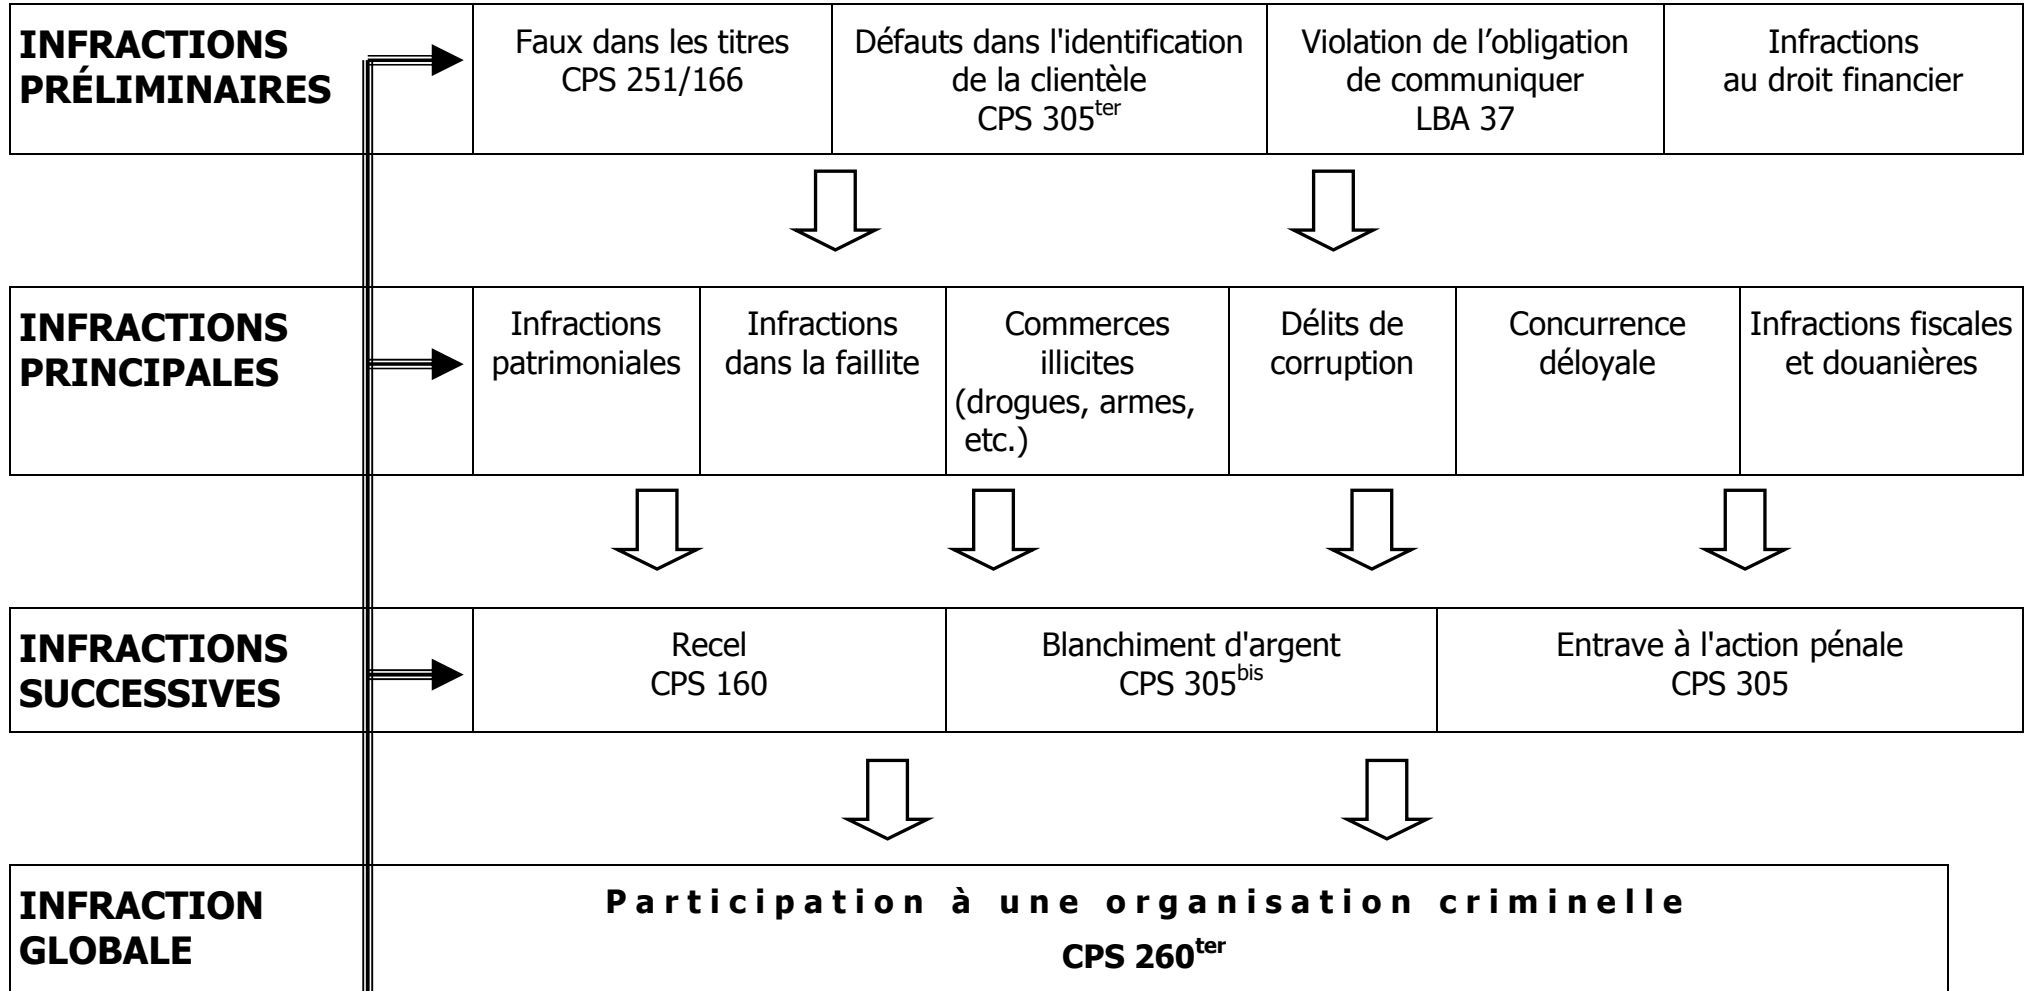 INFRACTIONS
PRÉLIMINAIRES
Faux dans les titres
CPS 251/166
Défauts dans l'identification
de la clientèle
CPS 305ter
Violation de l’obligation
de communiquer
LBA 37
Infractions
au droit financier
INFRACTIONS
PRINCIPALES
Infractions
patrimoniales
Infractions
dans la faillite
Commerces
illicites
(drogues, armes,
etc.)
Délits de
corruption
Concurrence
déloyale
Infractions fiscales
et douanières
INFRACTIONS
SUCCESSIVES
Recel
CPS 160
Blanchiment d'argent
CPS 305bis
Entrave à l'action pénale
CPS 305
INFRACTION
GLOBALE
Participation à une organisation criminelle
CPS 260ter